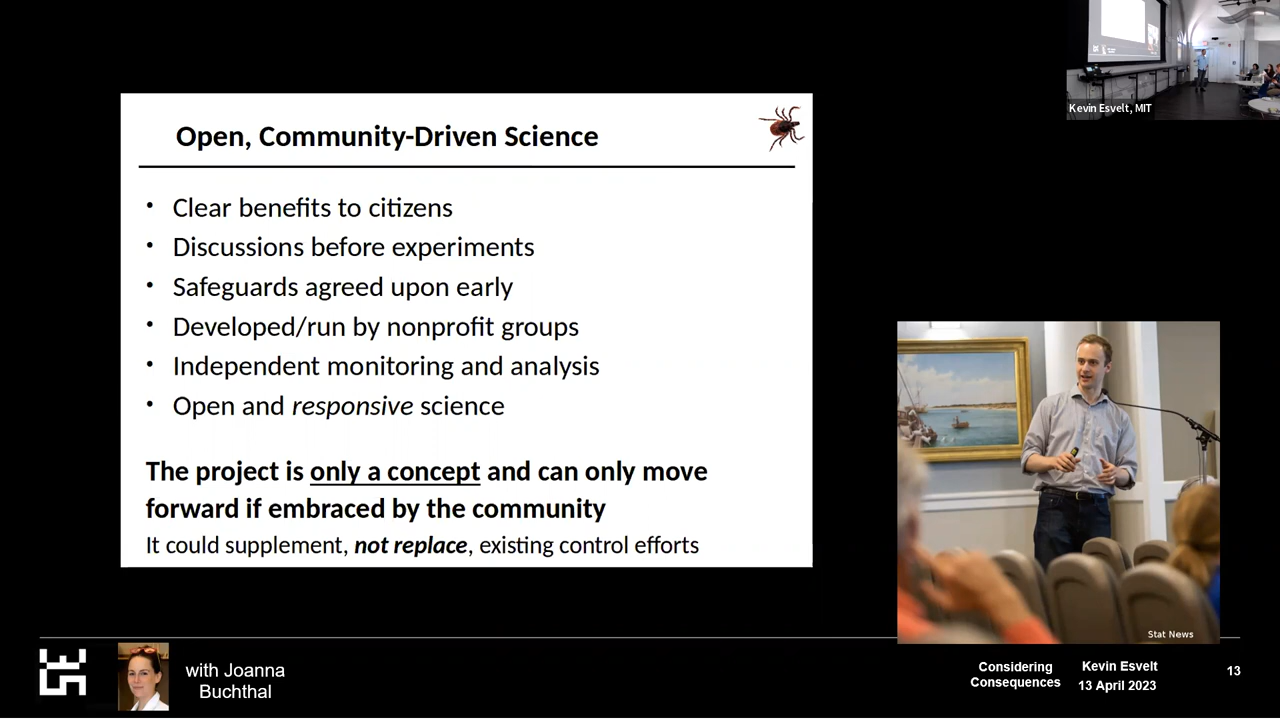 Kevin Esvelt, MIT
Open, Community-Driven Science
• Clear benefits to citizens
• Discussions before experiments
• Safeguards agreed upon early
• Developed/run by nonprofit groups
• Independent monitoring and analysis
• Open and responsive science
The project is only a concept and can only move
forward if embraced by the community
It could supplement, not replace, existing control efforts
Stat News
with Joanna
Buchthal
Considering
Consequences
Kevin Esvelt
13 April 2023
13